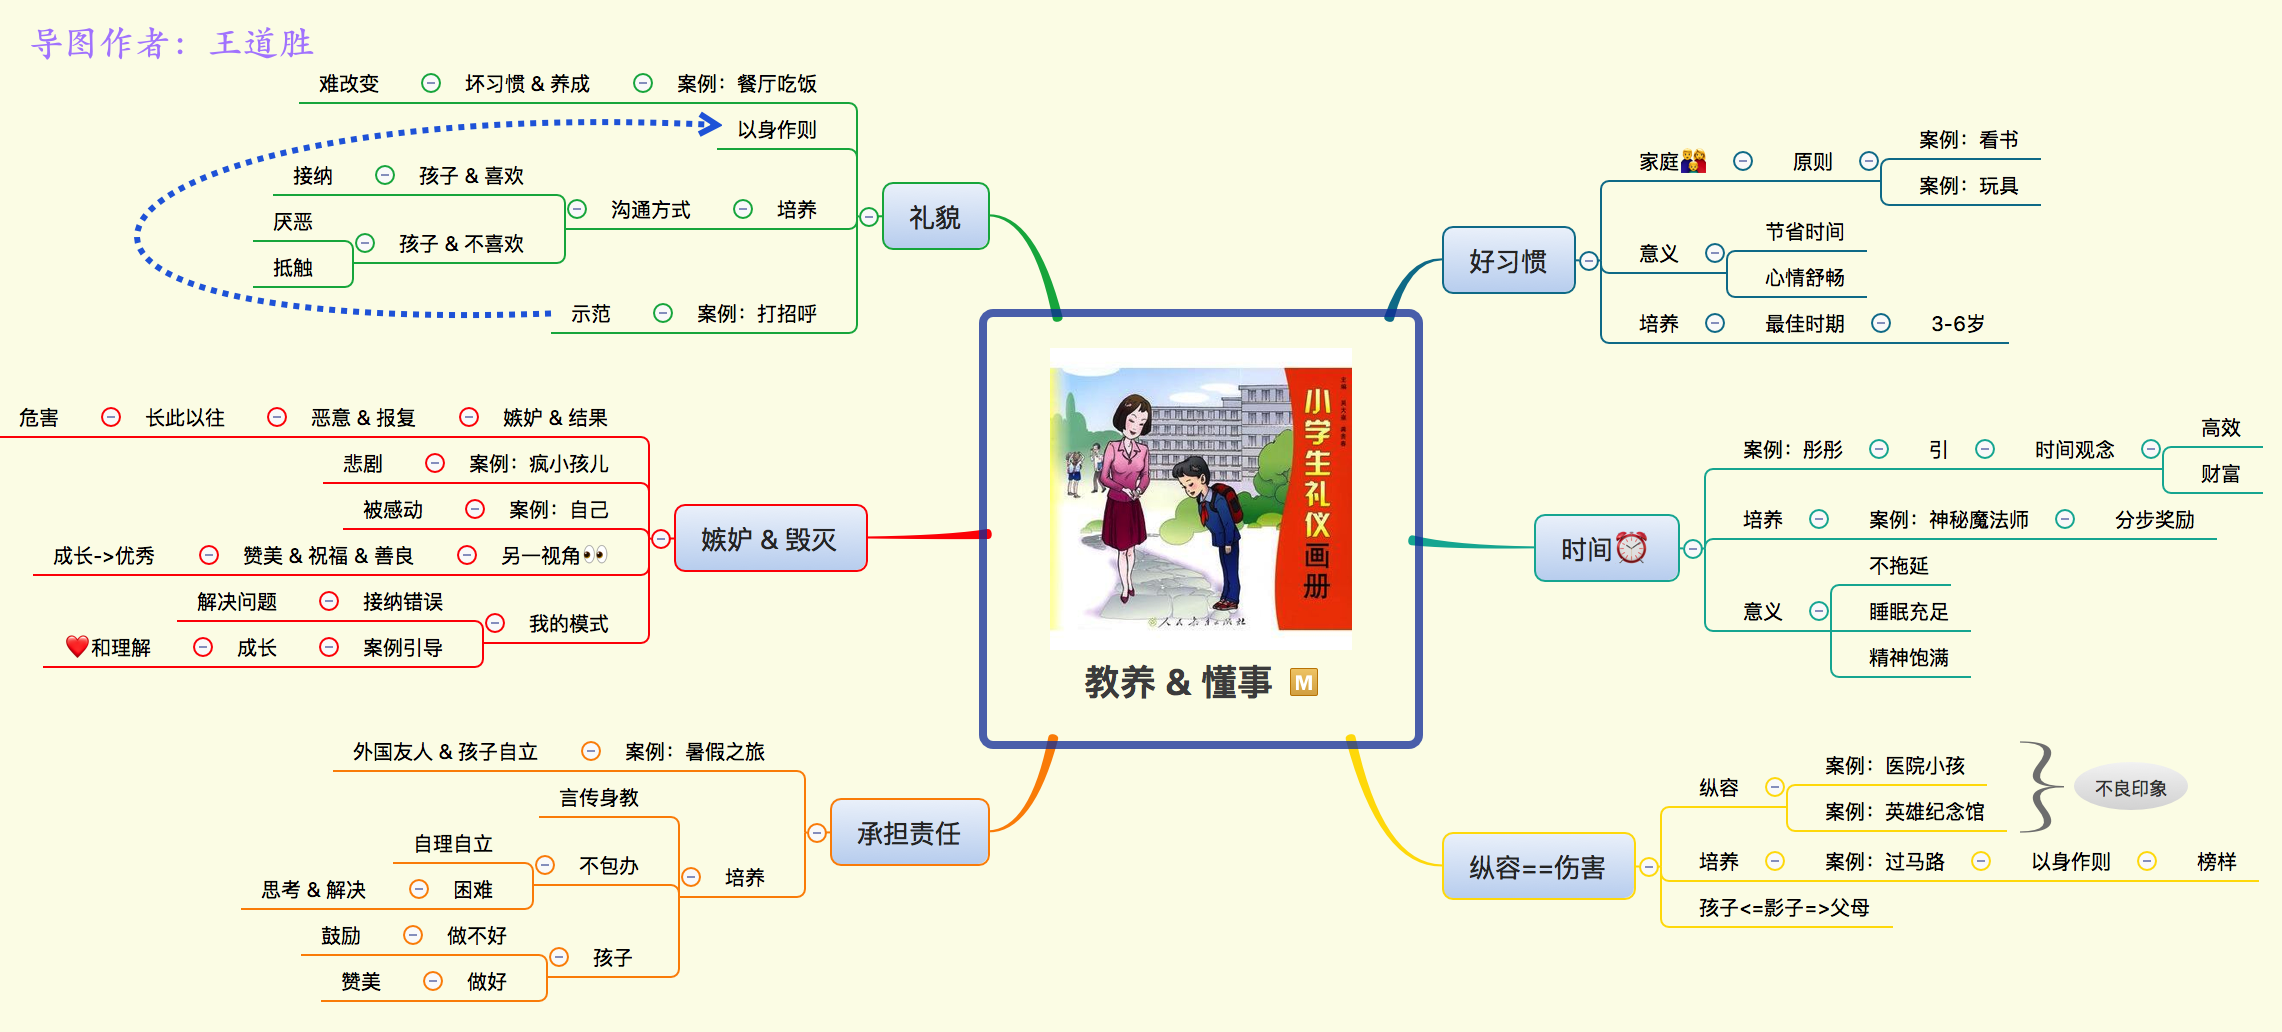 导图作者：王道胜
难改变
坏习惯 & 养成
案例：餐厅吃饭
以身作则
接纳
孩子 & 喜欢
厌恶
抵触
孩子 & 不喜欢
沟通方式
培养
示范
案例：打招呼
礼貌
危害
长此以往
恶意 & 报复
嫉妒 & 结果
悲剧
案例：疯小孩儿
被感动
案例：自己
成长->优秀
赞美 & 祝福 & 善良
另一视角👀
解决问题
接纳错误
❤️和理解
成长
案例引导
我的模式
嫉妒 & 毁灭
外国友人 & 孩子自立
案例：暑假之旅
言传身教
自理自立
思考 & 解决
困难
不包办
鼓励
做不好
赞美
做好
孩子
培养
承担责任
小学生礼仪画册
人民教育出版社
教养 & 懂事 M
好习惯
家庭
原则
案例：看书
案例：玩具
意义
节省时间
心情舒畅
培养
最佳时期
3-6岁
时间⏰
案例：彤彤
引
时间观念
高效
财富
培养
案例：神秘魔法师
分步奖励
意义
不拖延
睡眠充足
精神饱满
纵容==伤害
纵容
案例：医院小孩
案例：英雄纪念馆
不良印象
培养
案例：过马路
以身作则
榜样
孩子<=影子=>父母